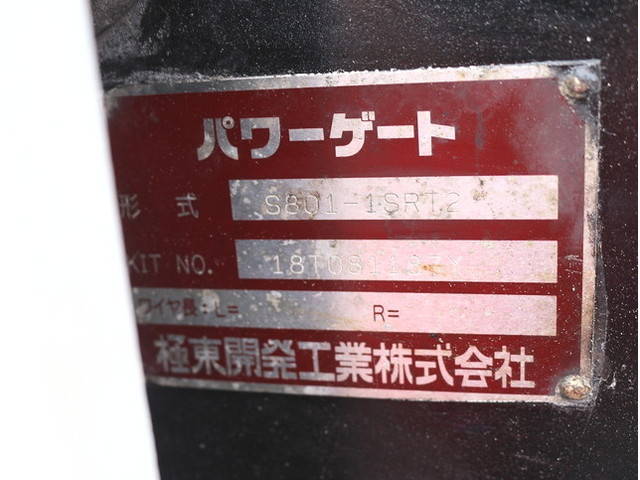 パワーゲート
形 式 S801-1SRT2
KIT NO.
ワイヤ長:L= R=
極東開発工業株式会社